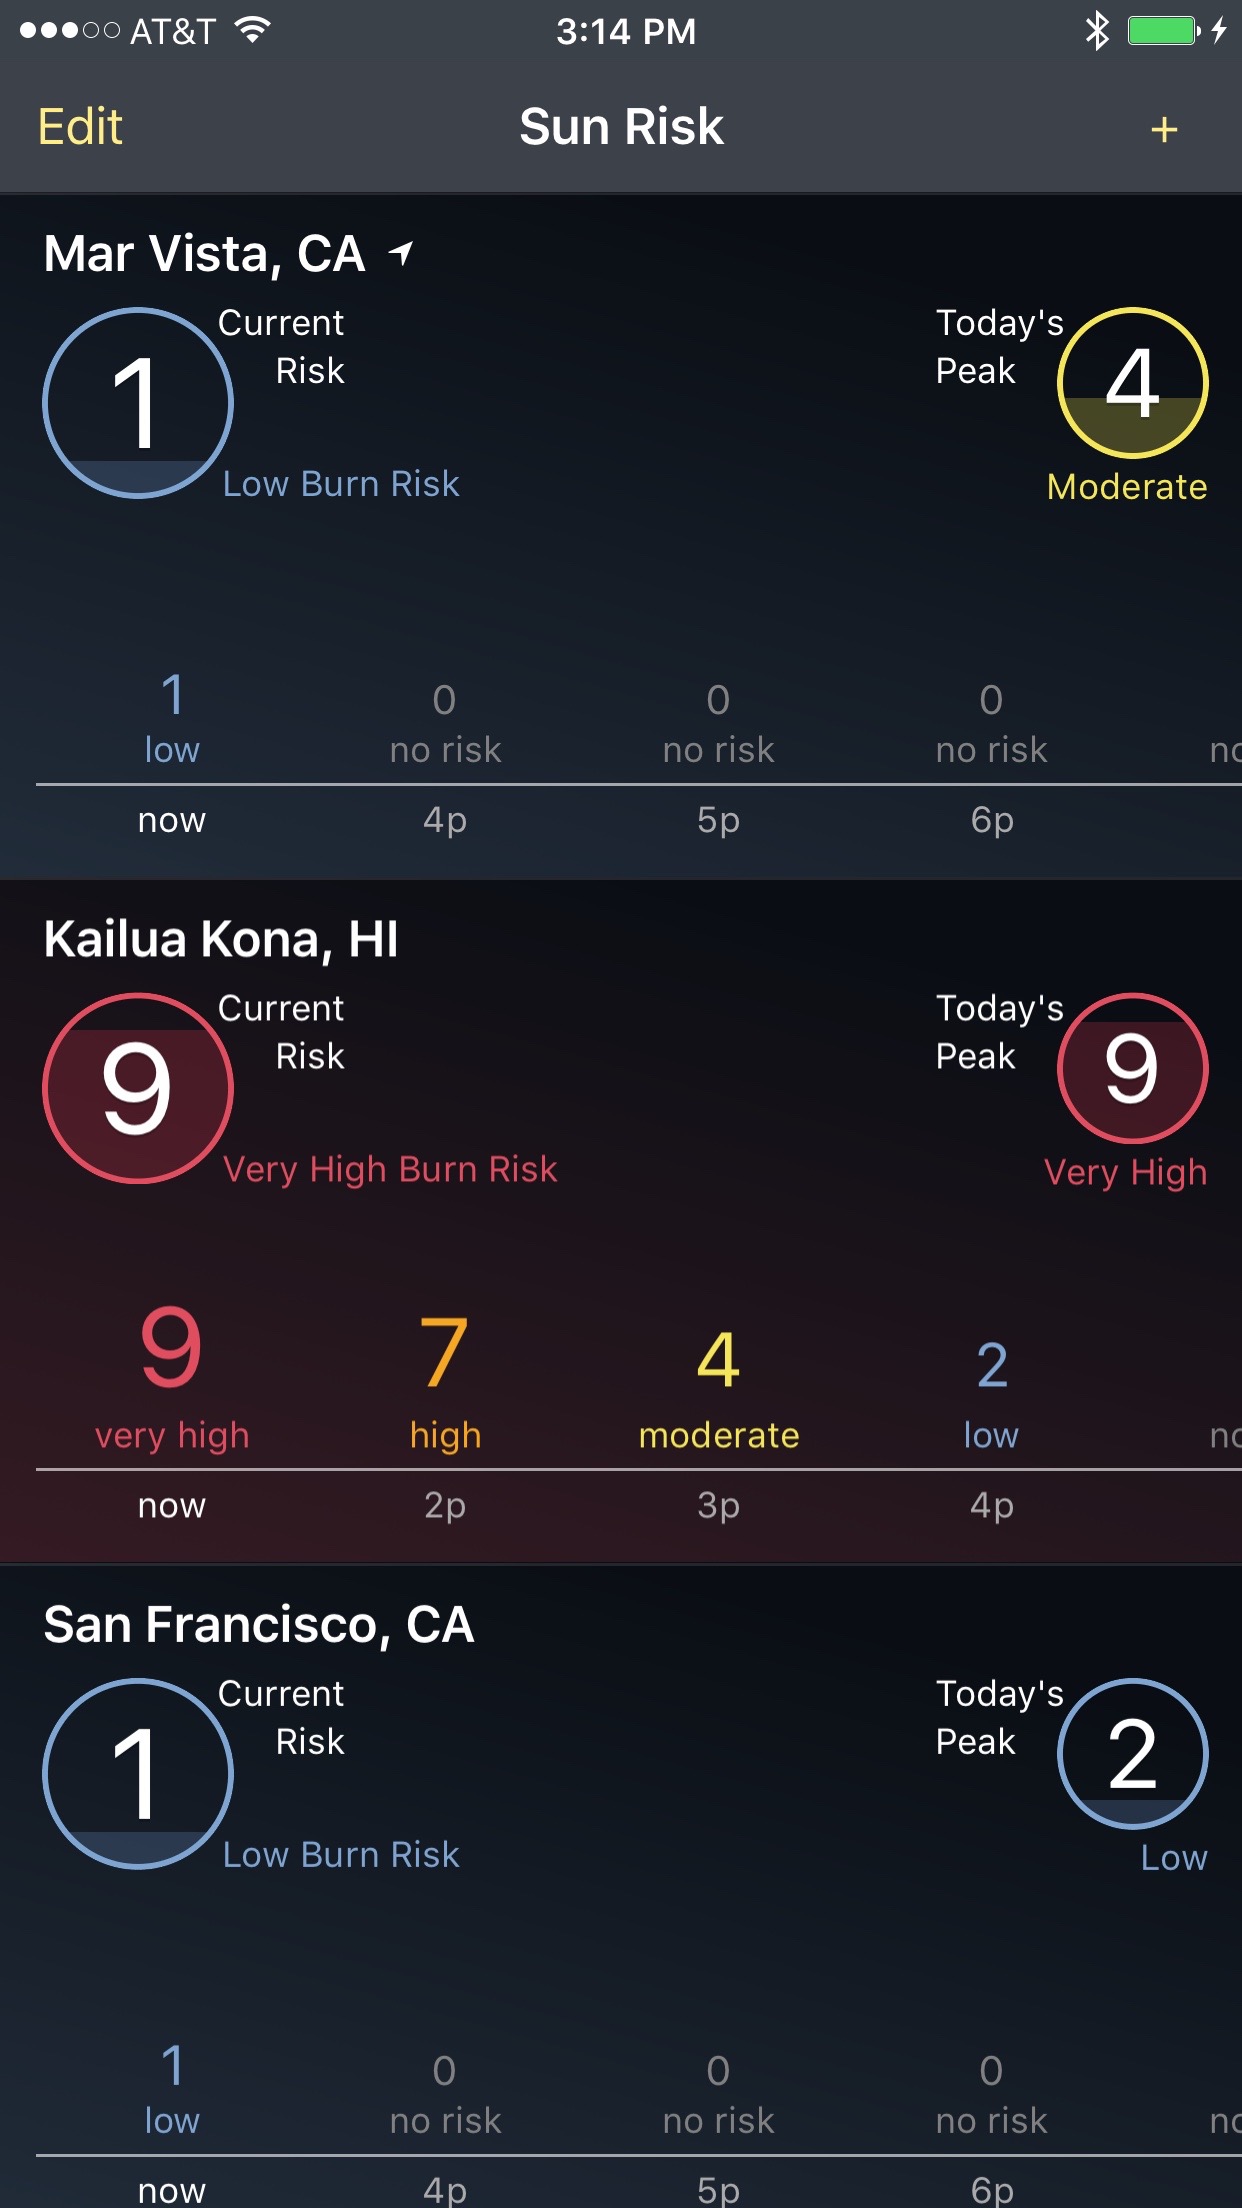 AT&T 3:14 PM
Edit Sun Risk +
Mar Vista, CA
1 Current Risk Today's Peak 4
Low Burn Risk Moderate
1 0 0 0
low no risk no risk no risk
now 4p 5p 6p
Kailua Kona, HI
9 Current Risk Today's Peak 9
Very High Burn Risk Very High
9 7 4 2
very high high moderate low
now 2p 3p 4p
San Francisco, CA
1 Current Risk Today's Peak 2
Low Burn Risk Low
1 0 0 0
low no risk no risk no risk
now 4p 5p 6p